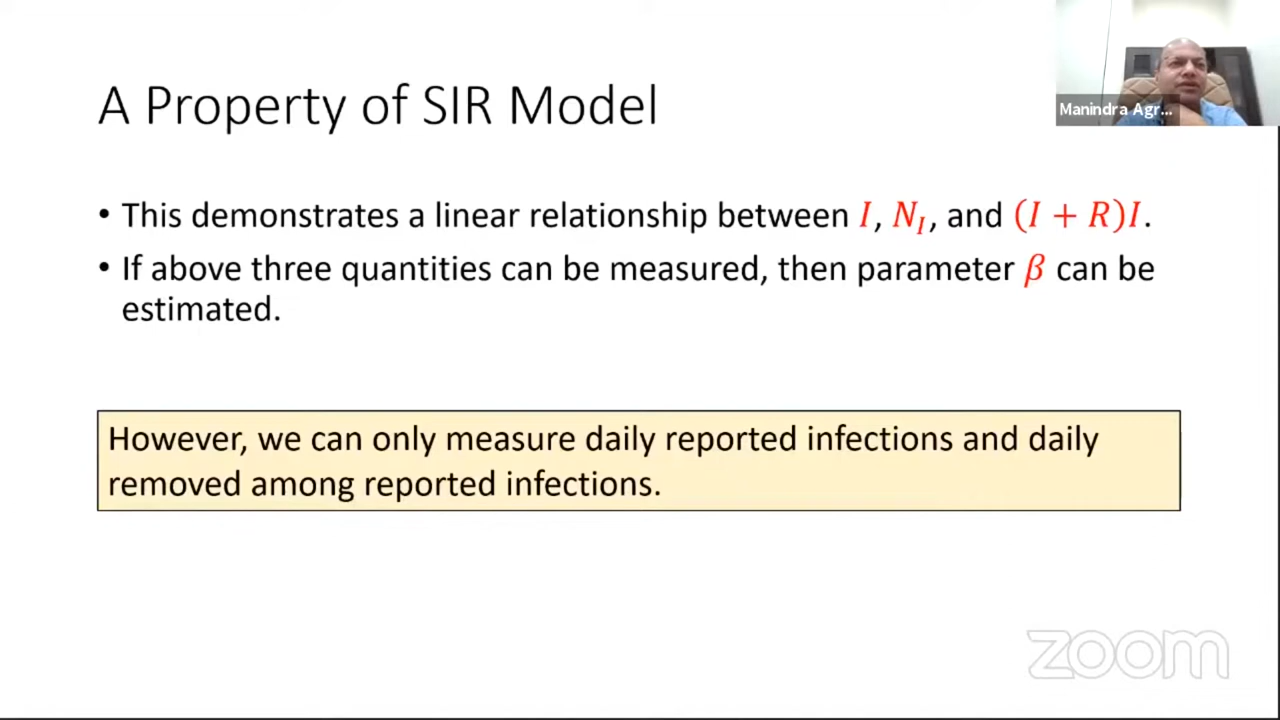 A Property of SIR Model
Manindra Agr...
• This demonstrates a linear relationship between I, N_I, and (I + R)I.
• If above three quantities can be measured, then parameter β can be
estimated.
However, we can only measure daily reported infections and daily
removed among reported infections.
zoom